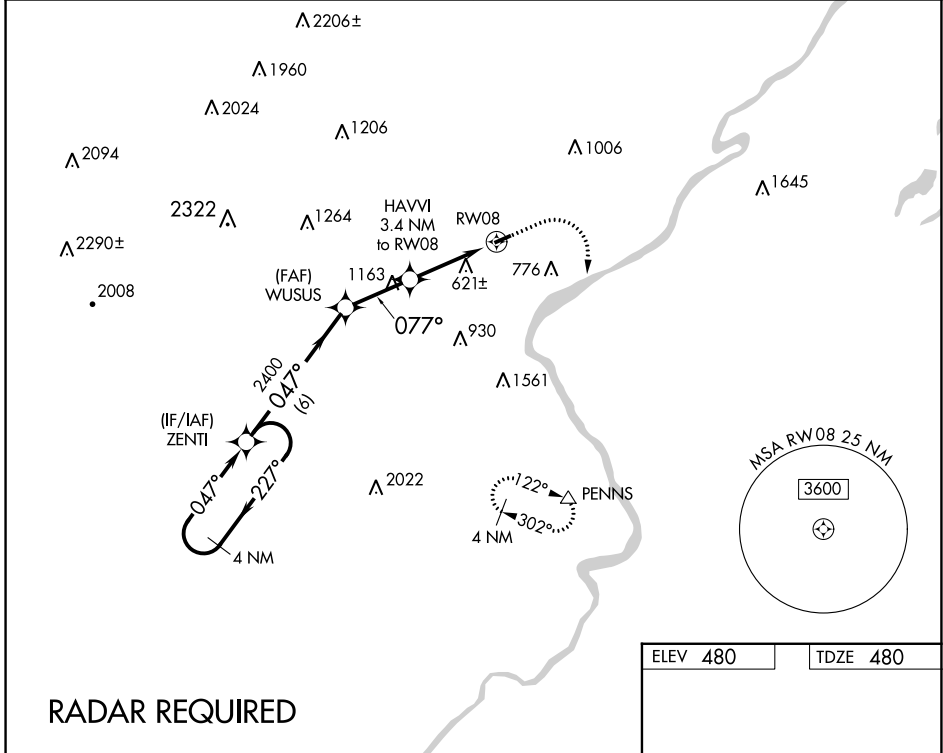 2206±
1960
2024
1206
2094
1006
1645
2322
1264
HAVVI
3.4 NM
to RW08
RW08
2290±
(FAF)
WUSUS
1163
621±
776
2008
077°
930
2400
047°
(6)
1561
(IF/IAF)
ZENTI
047°
227°
4 NM
2022
122°
302°
PENNS
4 NM
MSA RW08 25 NM
3600
ELEV 480
TDZE 480
RADAR REQUIRED